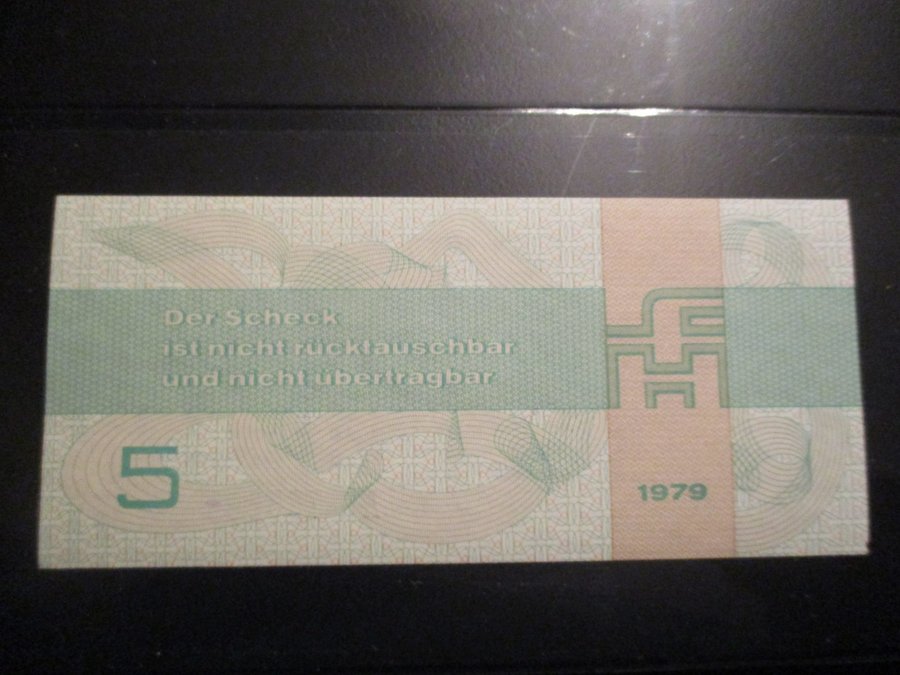 Der Scheck
ist nicht rücktauschbar
und nicht übertragbar
5
1979